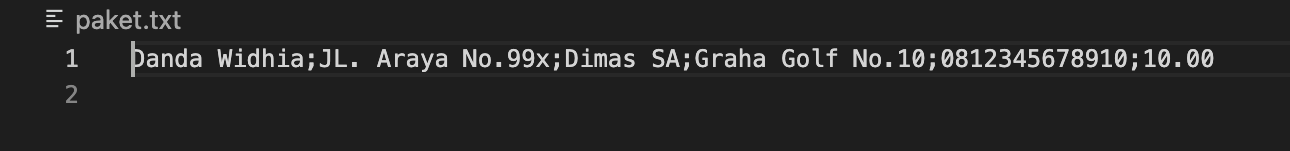 paket.txt
1 Danda Widhia;JL. Araya No.99x;Dimas SA;Graha Golf No.10;0812345678910;10.00
2